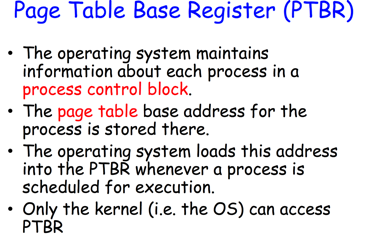 Page Table Base Register (PTBR)
• The operating system maintains
information about each process in a
process control block.
• The page table base address for the
process is stored there.
• The operating system loads this address
into the PTBR whenever a process is
scheduled for execution.
• Only the kernel (i.e. the OS) can access
PTBR